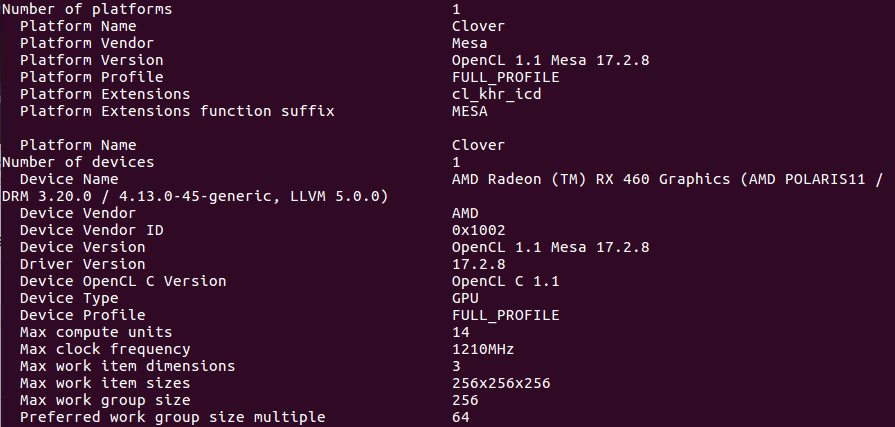 Number of platforms 1
Platform Name Clover
Platform Vendor Mesa
Platform Version OpenCL 1.1 Mesa 17.2.8
Platform Profile FULL_PROFILE
Platform Extensions cl_khr_icd
Platform Extensions function suffix MESA
Platform Name Clover
Number of devices 1
Device Name AMD Radeon (TM) RX 460 Graphics (AMD POLARIS11 /
DRM 3.20.0 / 4.13.0-45-generic, LLVM 5.0.0)
Device Vendor AMD
Device Vendor ID 0x1002
Device Version OpenCL 1.1 Mesa 17.2.8
Driver Version 17.2.8
Device OpenCL C Version OpenCL C 1.1
Device Type GPU
Device Profile FULL_PROFILE
Max compute units 14
Max clock frequency 1210MHz
Max work item dimensions 3
Max work item sizes 256x256x256
Max work group size 256
Preferred work group size multiple 64